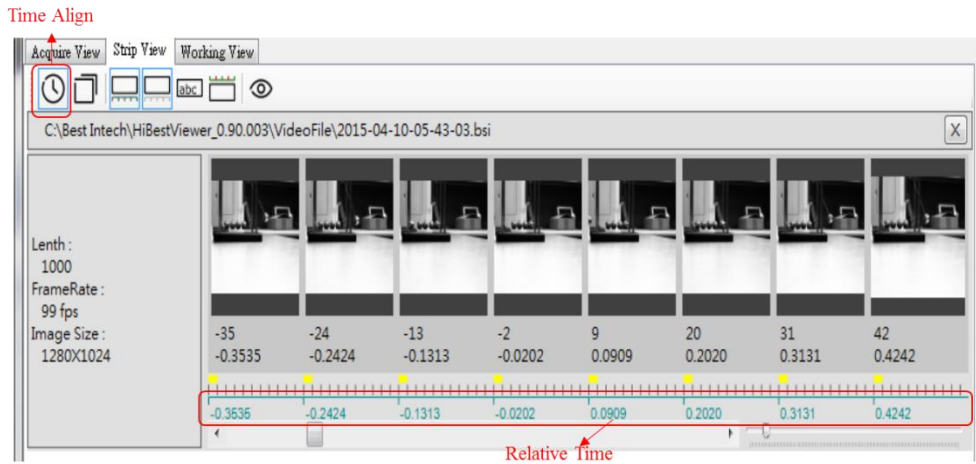 Time Align
Acquire View Strip View Working View
abc
C:\Best Intech\HiBestViewer_0.90.003\VideoFile\2015-04-10-05-43-03.bsi X
Lenth :
1000
FrameRate :
99 fps
Image Size :
1280X1024
-35 -24 -13 -2 9 20 31 42
-0.3535 -0.2424 -0.1313 -0.0202 0.0909 0.2020 0.3131 0.4242
-0.3636 -0.2424 -0.1313 -0.0202 0.0909 0.2020 0.3131 0.4242
Relative Time